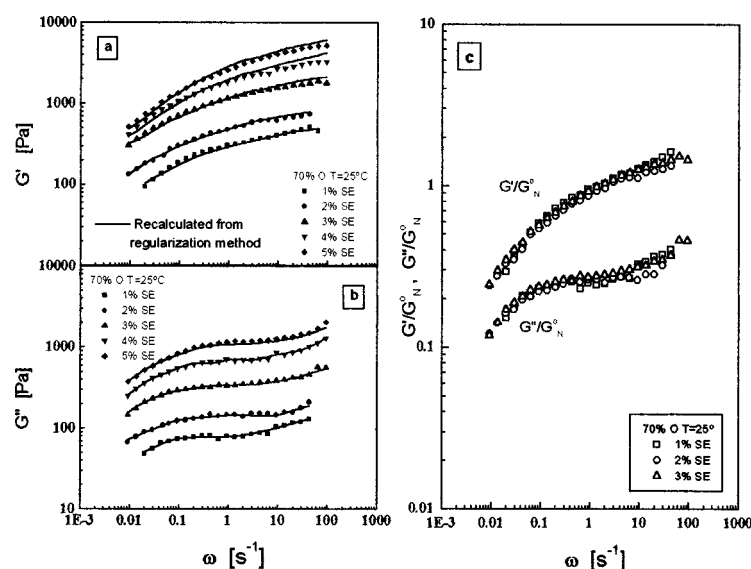 a
10000
1000
100
10000
G' [Pa]
70% O T=25ºC
1% SE
2% SE
3% SE
4% SE
5% SE
Recalculated from
regularization method
b
70% O T=25ºC
1% SE
2% SE
3% SE
4% SE
5% SE
1000
100
10
G'' [Pa]
1E-3 0.01 0.1 1 10 100 1000
ω [s⁻¹]
c
10
1
0.1
0.01
G'/G°N , G''/G°N
G'/G°N
G''/G°N
70% O T=25º
1% SE
2% SE
3% SE
1E-3 0.01 0.1 1 10 100 1000
ω [s⁻¹]